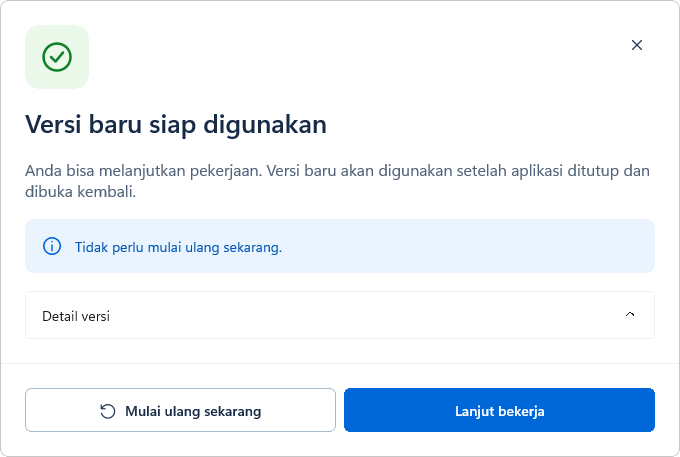 Versi baru siap digunakan
Anda bisa melanjutkan pekerjaan. Versi baru akan digunakan setelah aplikasi ditutup dan
dibuka kembali.
Tidak perlu mulai ulang sekarang.
Detail versi
Mulai ulang sekarang
Lanjut bekerja